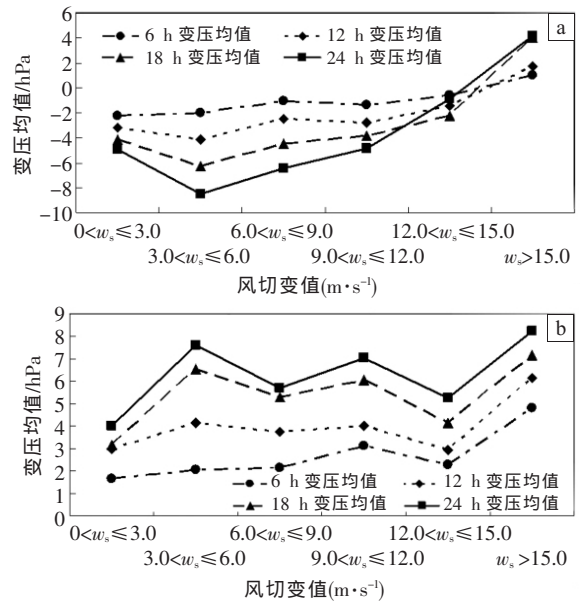 a
6
4
2
0
-2
-4
-6
-8
-10
变压均值/hPa
6 h 变压均值 12 h 变压均值
18 h 变压均值 24 h 变压均值
0<ws≤3.0 6.0<ws≤9.0 12.0<ws≤15.0
3.0<ws≤6.0 9.0<ws≤12.0 ws>15.0
风切变值(m·s⁻¹)
b
9
8
7
6
5
4
3
2
1
0
变压均值/hPa
6 h 变压均值 12 h 变压均值
18 h 变压均值 24 h 变压均值
0<ws≤3.0 6.0<ws≤9.0 12.0<ws≤15.0
3.0<ws≤6.0 9.0<ws≤12.0 ws>15.0
风切变值(m·s⁻¹)